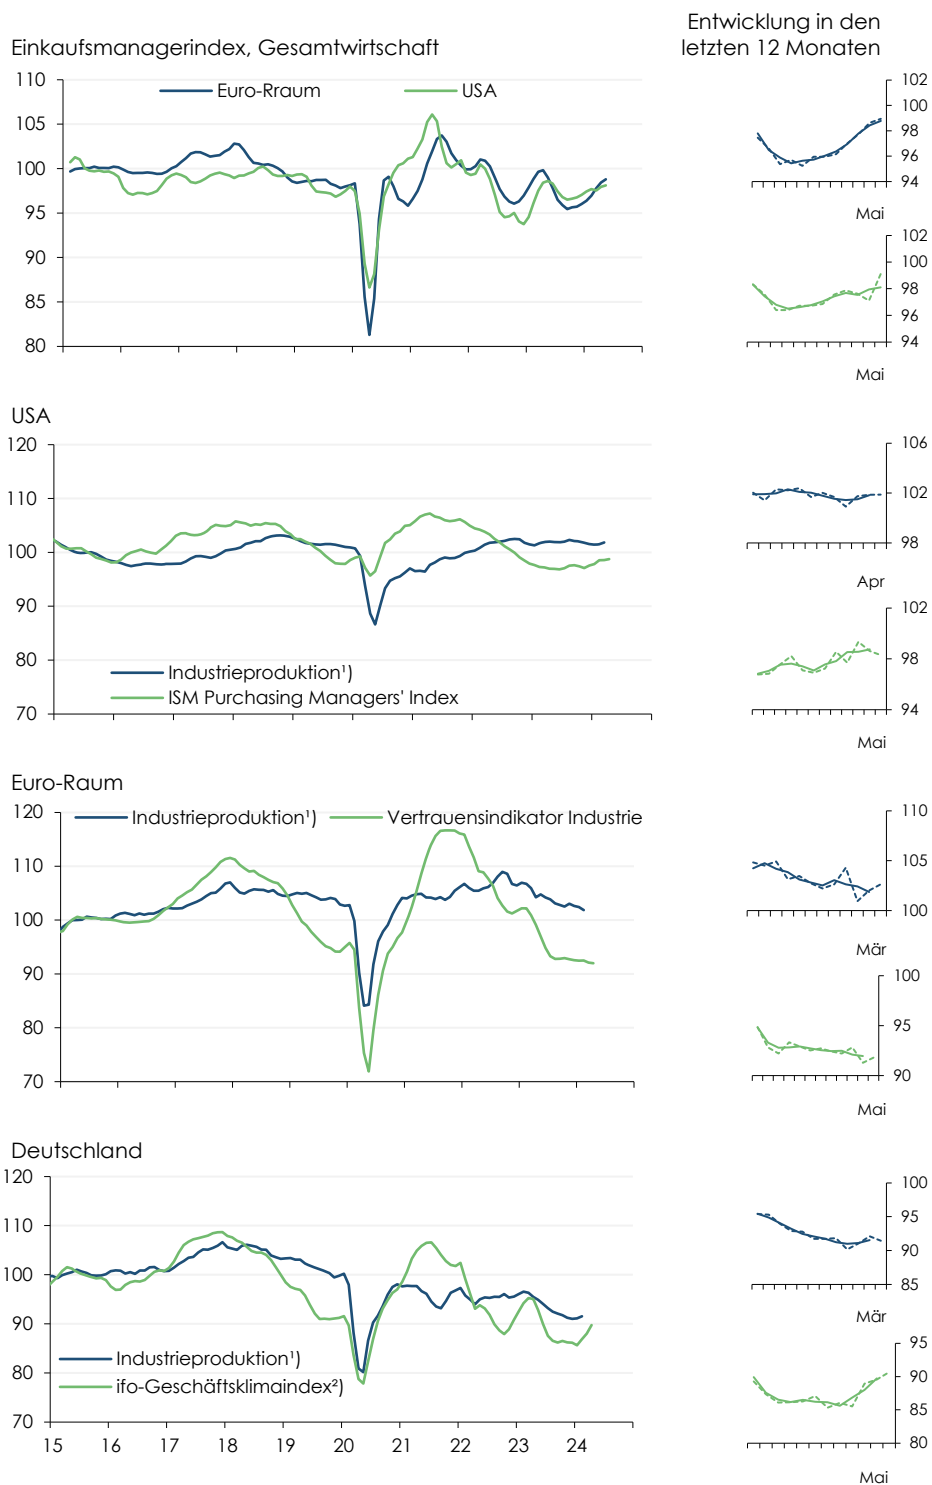 Entwicklung in den
letzten 12 Monaten
Einkaufsmanagerindex, Gesamtwirtschaft
Euro-Rraum
USA
110
105
100
95
90
85
80
102
100
98
96
94
Mai
102
100
98
96
94
Mai
USA
120
110
100
90
80
70
Industrieproduktion¹)
ISM Purchasing Managers' Index
106
102
98
Apr
102
98
94
Mai
Euro-Raum
120
110
100
90
80
70
Industrieproduktion¹)
Vertrauensindikator Industrie
110
105
100
Mär
100
95
90
Mai
Deutschland
120
110
100
90
80
70
Industrieproduktion¹)
ifo-Geschäftsklimaindex²)
15 16 17 18 19 20 21 22 23 24
100
95
90
85
Mär
95
90
85
80
Mai